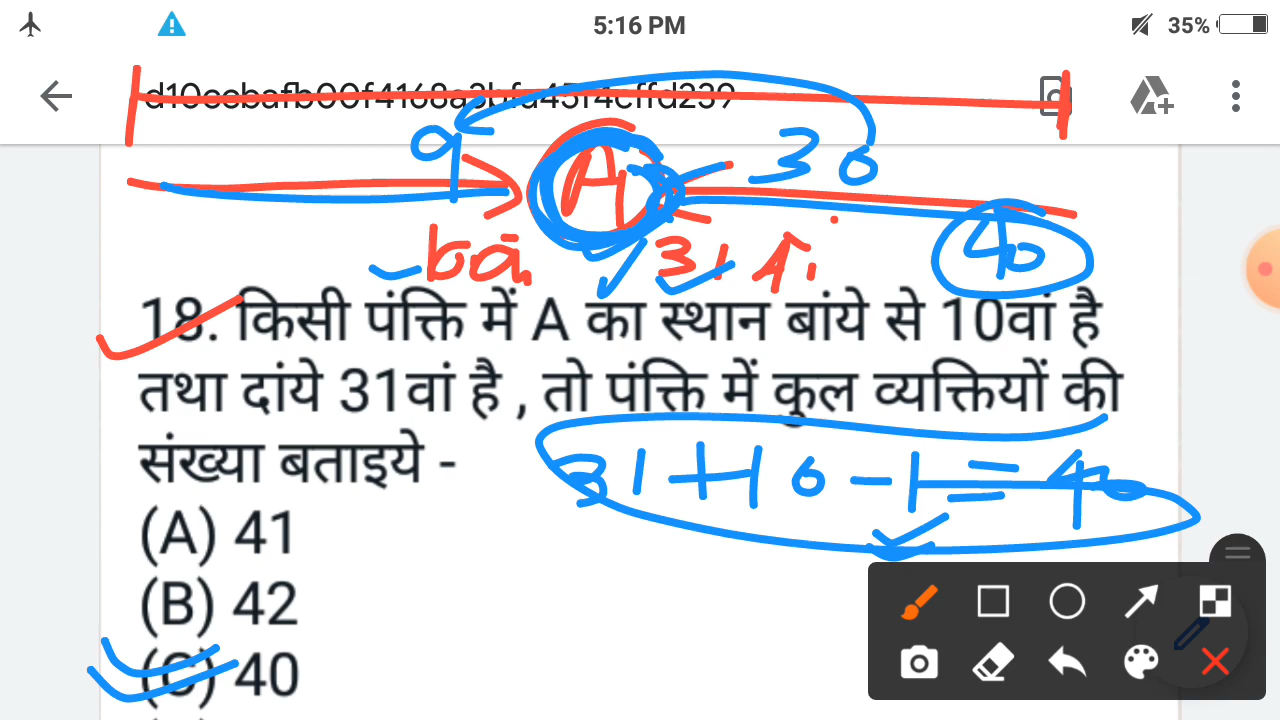 5:16 PM 35%
9 A 30
31 40
18. किसी पंक्ति में A का स्थान बांये से 10वां है
तथा दांये 31वां है , तो पंक्ति में कुल व्यक्तियों की
संख्या बताइये -
31+10-1=40
(A) 41
(B) 42
(C) 40